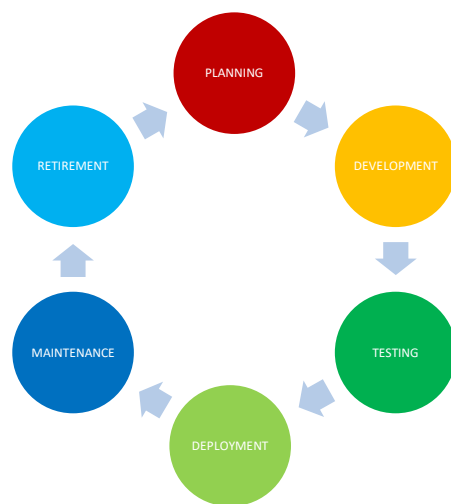 PLANNING
DEVELOPMENT
TESTING
DEPLOYMENT
MAINTENANCE
RETIREMENT